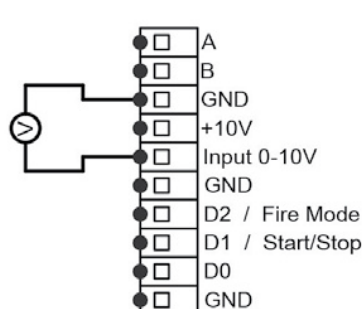 A
B
GND
+10V
V
Input 0-10V
GND
D2 / Fire Mode
D1 / Start/Stop
D0
GND